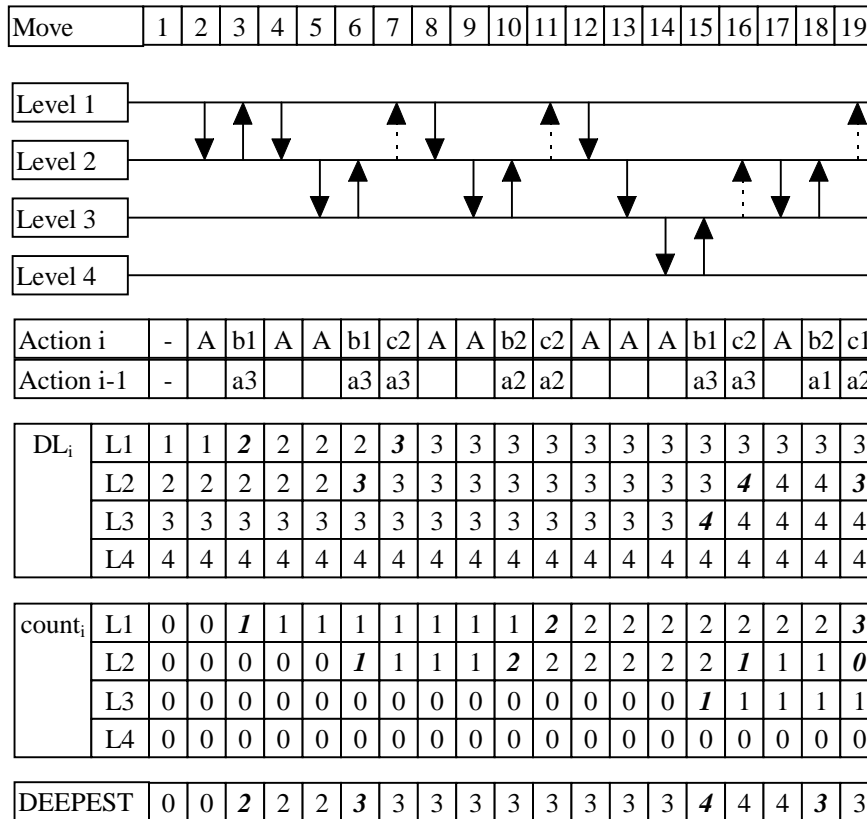 Move 1 2 3 4 5 6 7 8 9 10 11 12 13 14 15 16 17 18 19
Level 1
Level 2
Level 3
Level 4
Action i - A b1 A A b1 c2 A A b2 c2 A A A b1 c2 A b2 c1
Action i-1 - a3 a3 a3 a2 a2 a3 a3 a1 a2
DLi L1 1 1 2 2 2 2 3 3 3 3 3 3 3 3 3 3 3 3 3
L2 2 2 2 2 2 3 3 3 3 3 3 3 3 3 3 4 4 4 3
L3 3 3 3 3 3 3 3 3 3 3 3 3 3 3 4 4 4 4 4
L4 4 4 4 4 4 4 4 4 4 4 4 4 4 4 4 4 4 4 4
counti L1 0 0 1 1 1 1 1 1 1 1 2 2 2 2 2 2 2 2 3
L2 0 0 0 0 0 1 1 1 1 2 2 2 2 2 2 1 1 1 0
L3 0 0 0 0 0 0 0 0 0 0 0 0 0 0 1 1 1 1 1
L4 0 0 0 0 0 0 0 0 0 0 0 0 0 0 0 0 0 0 0
DEEPEST 0 0 2 2 2 3 3 3 3 3 3 3 3 3 4 4 4 3 3